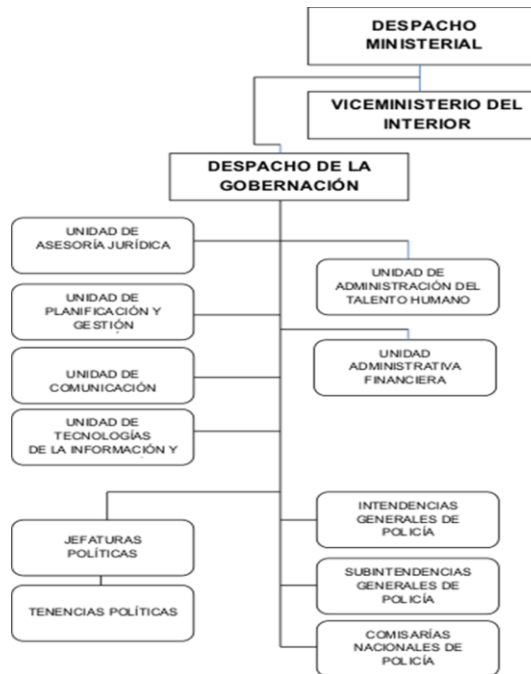 DESPACHO
MINISTERIAL
VICEMINISTERIO DEL
INTERIOR
DESPACHO DE LA
GOBERNACIÓN
UNIDAD DE
ASESORÍA JURÍDICA
UNIDAD DE
ADMINISTRACIÓN DEL
TALENTO HUMANO
UNIDAD DE
PLANIFICACIÓN Y
GESTIÓN
UNIDAD
ADMINISTRATIVA
FINANCIERA
UNIDAD DE
COMUNICACIÓN
UNIDAD DE
TECNOLOGÍAS
DE LA INFORMACIÓN Y
JEFATURAS
POLÍTICAS
INTENDENCIAS
GENERALES DE
POLICÍA
TENENCIAS POLÍTICAS
SUBINTENDENCIAS
GENERALES DE
POLICÍA
COMISARÍAS
NACIONALES DE
POLICÍA